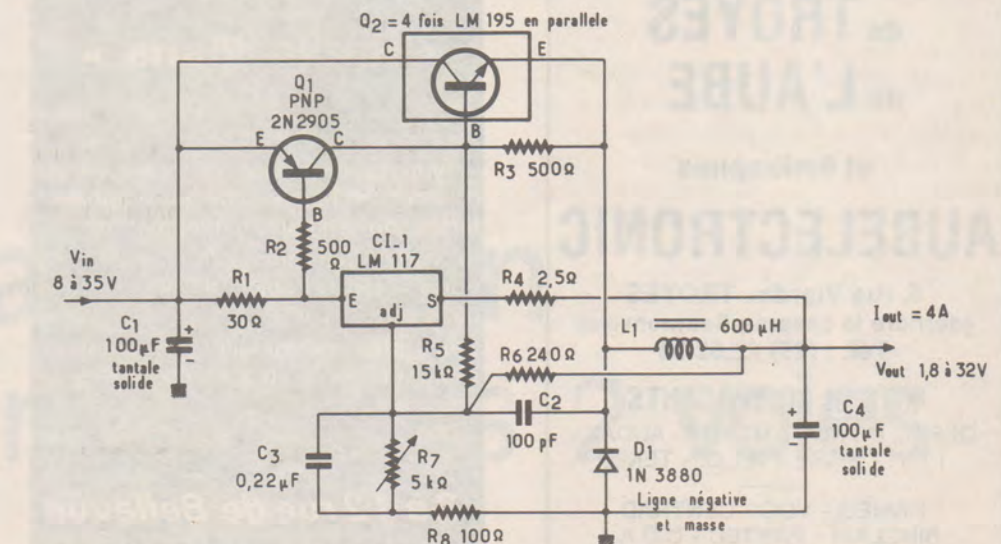 Q2 = 4 fois LM 195 en parallele
C
E
Q1
PNP
2N2905
B
E
C
R3 500Ω
B
R2 500
Ω
CI_1
LM 117
Vin
8 à 35V
R1
30Ω
E
S
adj
R4 2,5Ω
L1
600 µH
Iout = 4A
Vout 1,8 à 32V
C1
100µF
tantale
solide
+
-
R5
15kΩ
R6 240Ω
C2
100 pF
+
-
C4
100µF
tantale
solide
C3
0,22µF
R7
5kΩ
D1
1N 3880
Ligne négative
et masse
R8 100Ω
TROYES
L'AUBE
AUBELECTRONIC